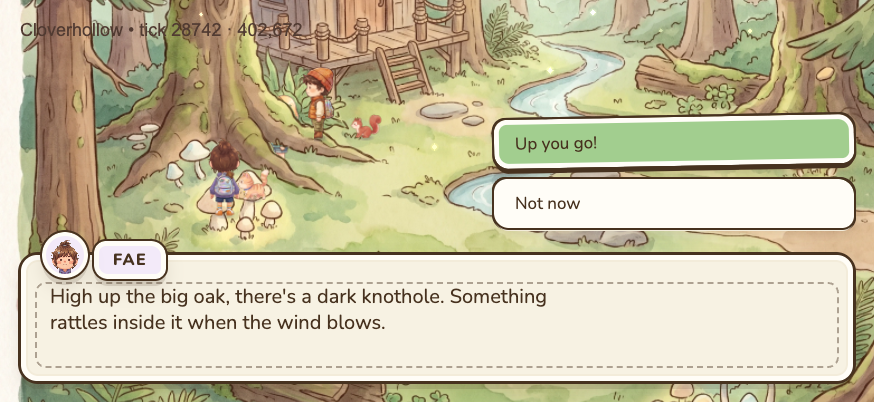 Cloverhollow • tick 28742 · 402,672
Up you go!
Not now
FAE
High up the big oak, there's a dark knothole. Something
rattles inside it when the wind blows.